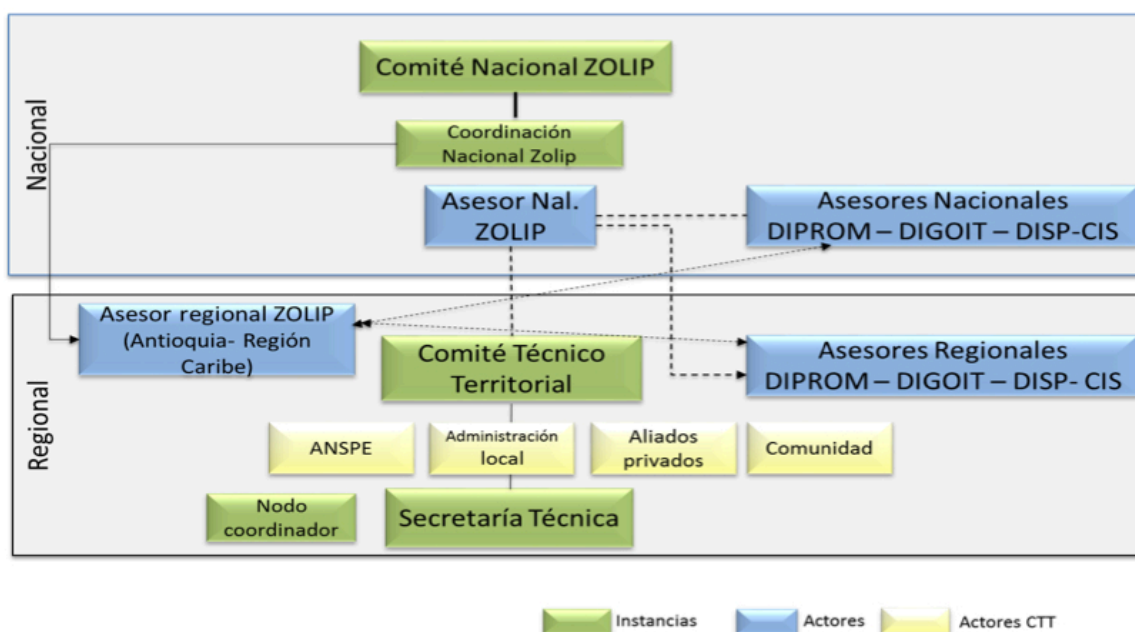 Nacional
Comité Nacional ZOLIP
Coordinación
Nacional Zolip
Asesor Nal.
ZOLIP
Asesores Nacionales
DIPROM – DIGOIT – DISP-CIS
Regional
Asesor regional ZOLIP
(Antioquia- Región
Caribe)
Comité Técnico
Territorial
Asesores Regionales
DIPROM – DIGOIT – DISP- CIS
ANSPE
Administración
local
Aliados
privados
Comunidad
Nodo
coordinador
Secretaría Técnica
Instancias
Actores
Actores CTT